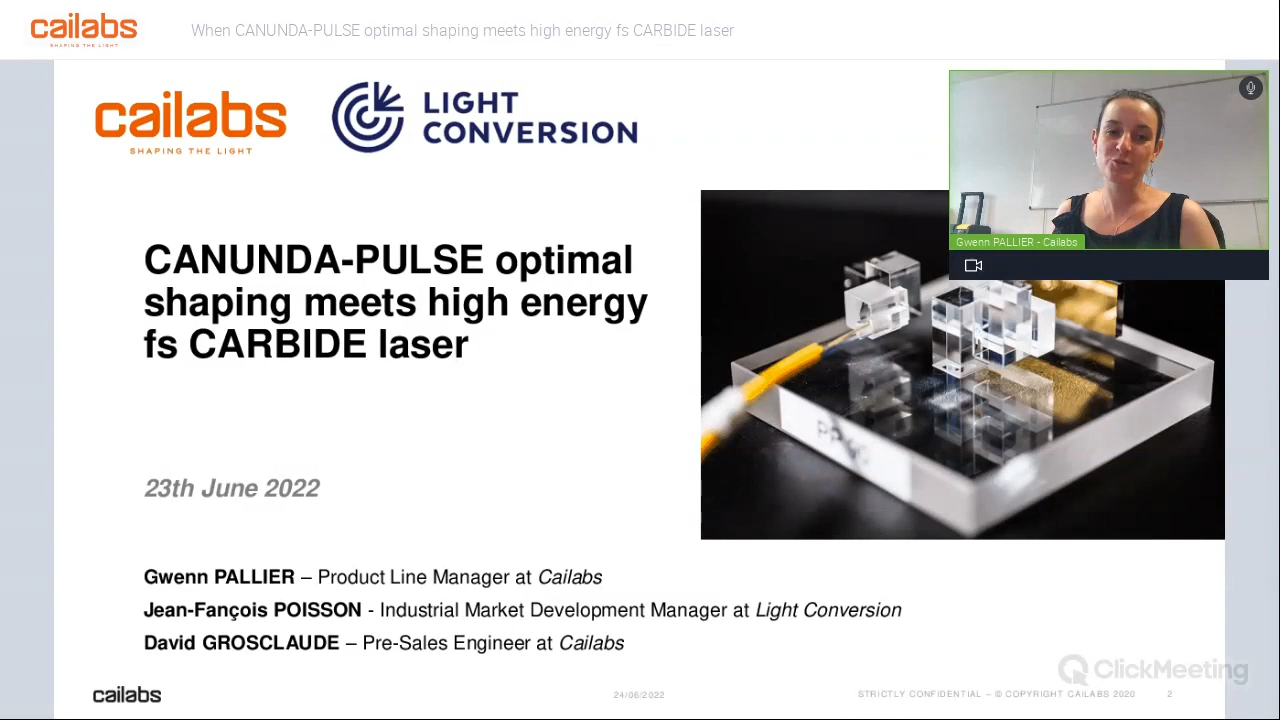 cailabs
SHAPING THE LIGHT
When CANUNDA-PULSE optimal shaping meets high energy fs CARBIDE laser
cailabs
SHAPING THE LIGHT
LIGHT
CONVERSION
Gwenn PALLIER - Cailabs
CANUNDA-PULSE optimal
shaping meets high energy
fs CARBIDE laser
23th June 2022
Gwenn PALLIER – Product Line Manager at Cailabs
Jean-Fançois POISSON - Industrial Market Development Manager at Light Conversion
David GROSCLAUDE – Pre-Sales Engineer at Cailabs
ClickMeeting
cailabs
24/06/2022
STRICTLY CONFIDENTIAL – © COPYRIGHT CAILABS 2020
2